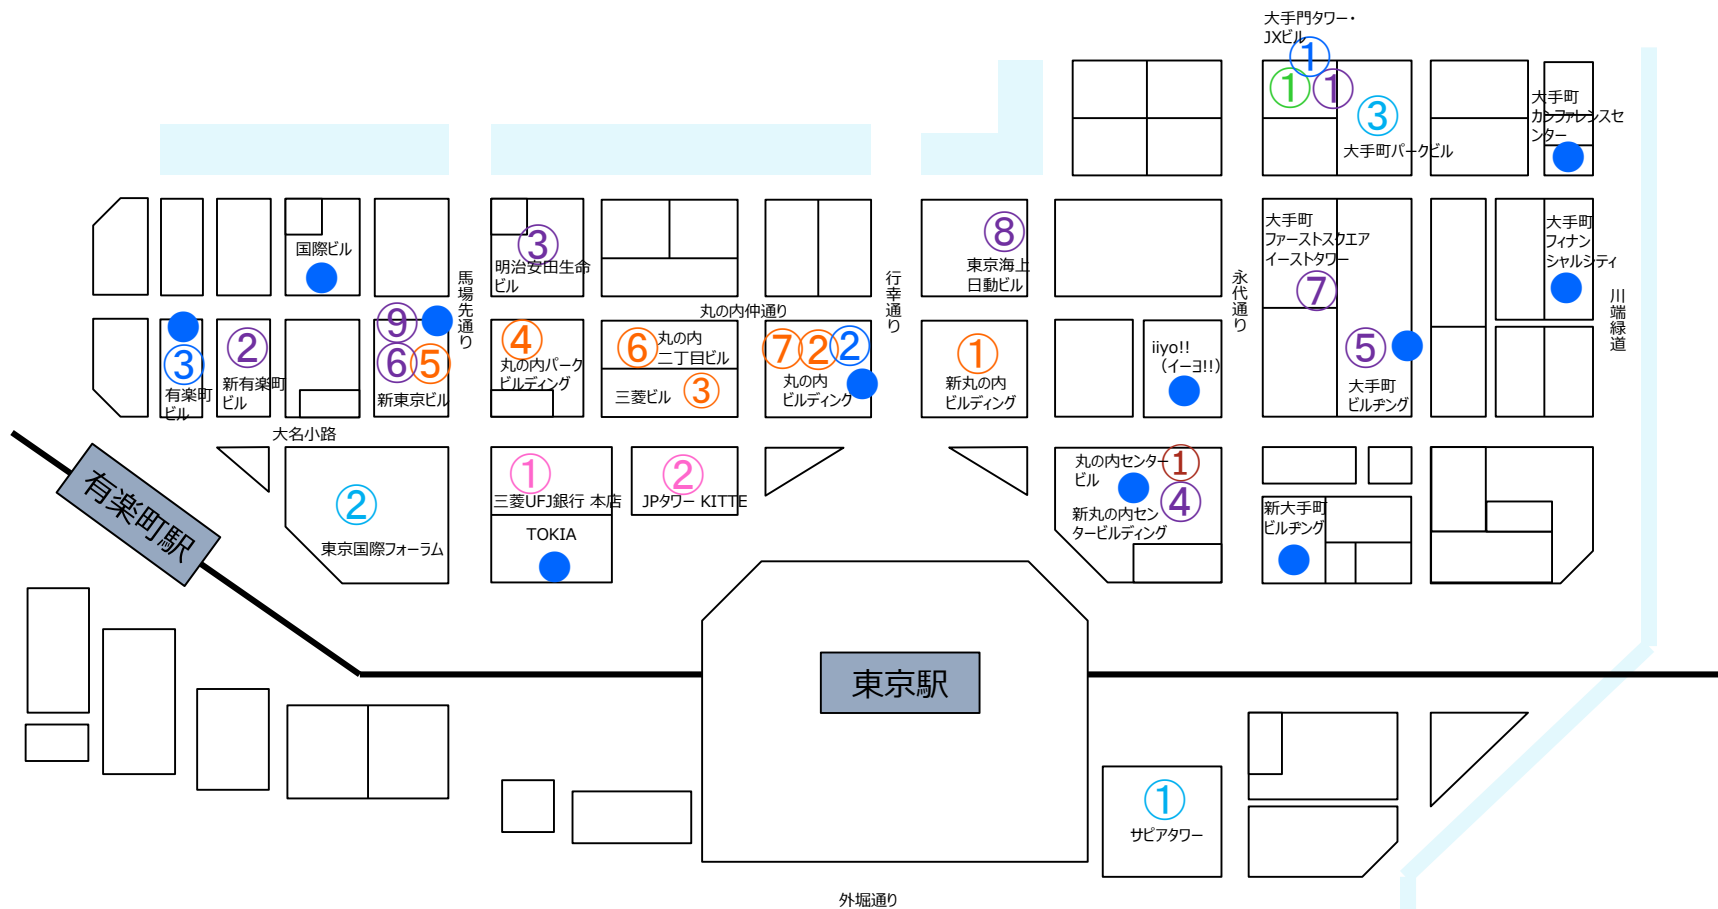 大手門タワー・
JXビル
①
①
①
③
大手町パークビル
大手町
カンファレンスセ
ンター
国際ビル
③
明治安田生命
ビル
⑧
東京海上
日動ビル
大手町
ファーストスクエア
イーストタワー
⑦
大手町
フィナン
シャルシティ
馬場先通り
行幸通り
永代通り
川端緑道
丸の内仲通り
③
有楽町
ビル
②
新有楽町
ビル
⑨
⑥
⑤
新東京ビル
④
丸の内パーク
ビルディング
⑥
丸の内
二丁目ビル
三菱ビル
③
⑦
②
②
丸の内
ビルディング
①
新丸の内
ビルディング
iiyo!!
（イーヨ!!）
⑤
大手町
ビルヂング
大名小路
有楽町駅
②
東京国際フォーラム
①
三菱UFJ銀行 本店
TOKIA
②
JPタワー KITTE
丸の内センター
ビル
①
④
新丸の内セン
タービルディング
新大手町
ビルヂング
東京駅
①
サピアタワー
外堀通り